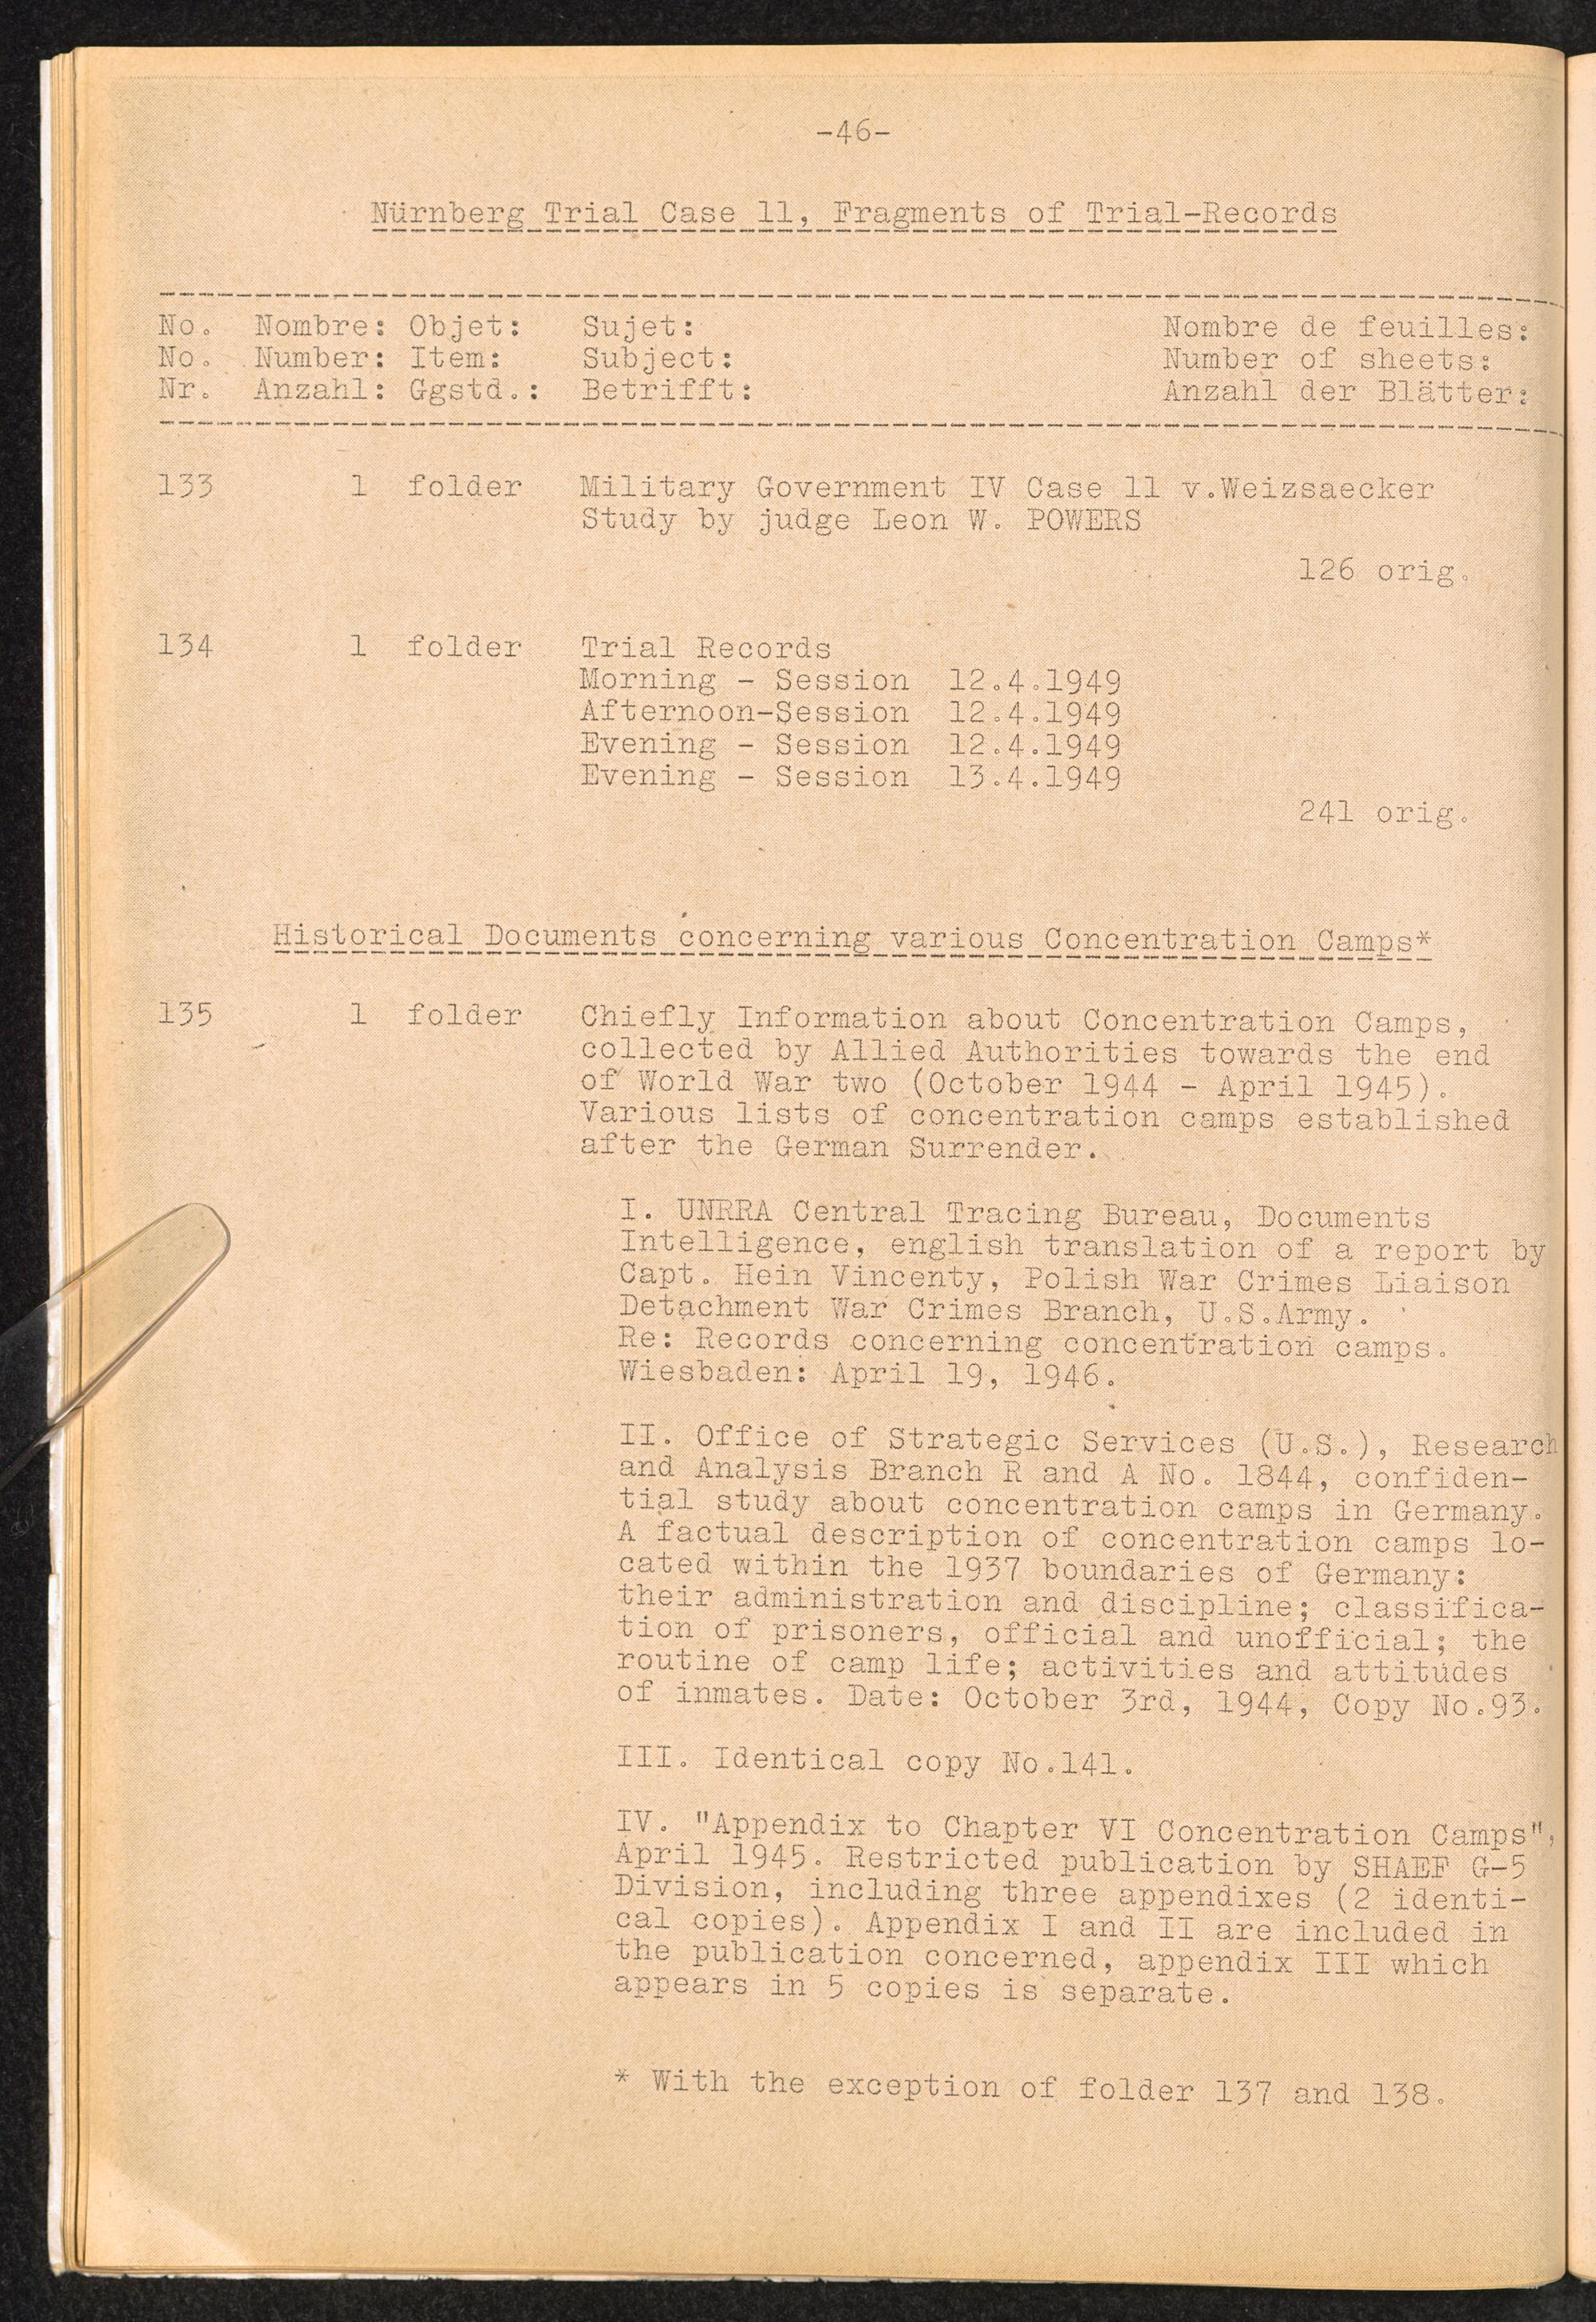 -46-
Nürnberg Trial Case 11, Fragments of Trial-Records
No. Nombre: Objet: Sujet: Nombre de feuilles:
No. Number: Item: Subject: Number of sheets:
Nr. Anzahl: Ggstd.: Betrifft: Anzahl der Blätter:
133 1 folder Military Government IV Case 11 v.Weizsaecker
Study by judge Leon W. POWERS
126 orig.
134 1 folder Trial Records
Morning - Session 12.4.1949
Afternoon-Session 12.4.1949
Evening - Session 12.4.1949
Evening - Session 13.4.1949
241 orig.
Historical Documents concerning various Concentration Camps*
135 1 folder Chiefly Information about Concentration Camps,
collected by Allied Authorities towards the end
of World War two (October 1944 - April 1945).
Various lists of concentration camps established
after the German Surrender.
I. UNRRA Central Tracing Bureau, Documents
Intelligence, english translation of a report by
Capt. Hein Vincenty, Polish War Crimes Liaison
Detachment War Crimes Branch, U.S.Army.
Re: Records concerning concentration camps.
Wiesbaden: April 19, 1946.
II. Office of Strategic Services (U.S.), Research
and Analysis Branch R and A No. 1844, confiden-
tial study about concentration camps in Germany.
A factual description of concentration camps lo-
cated within the 1937 boundaries of Germany:
their administration and discipline; classifica-
tion of prisoners, official and unofficial; the
routine of camp life; activities and attitudes
of inmates. Date: October 3rd, 1944, Copy No.93.
III. Identical copy No.141.
IV. "Appendix to Chapter VI Concentration Camps",
April 1945. Restricted publication by SHAEF G-5
Division, including three appendixes (2 identi-
cal copies). Appendix I and II are included in
the publication concerned, appendix III which
appears in 5 copies is separate.
* With the exception of folder 137 and 138.